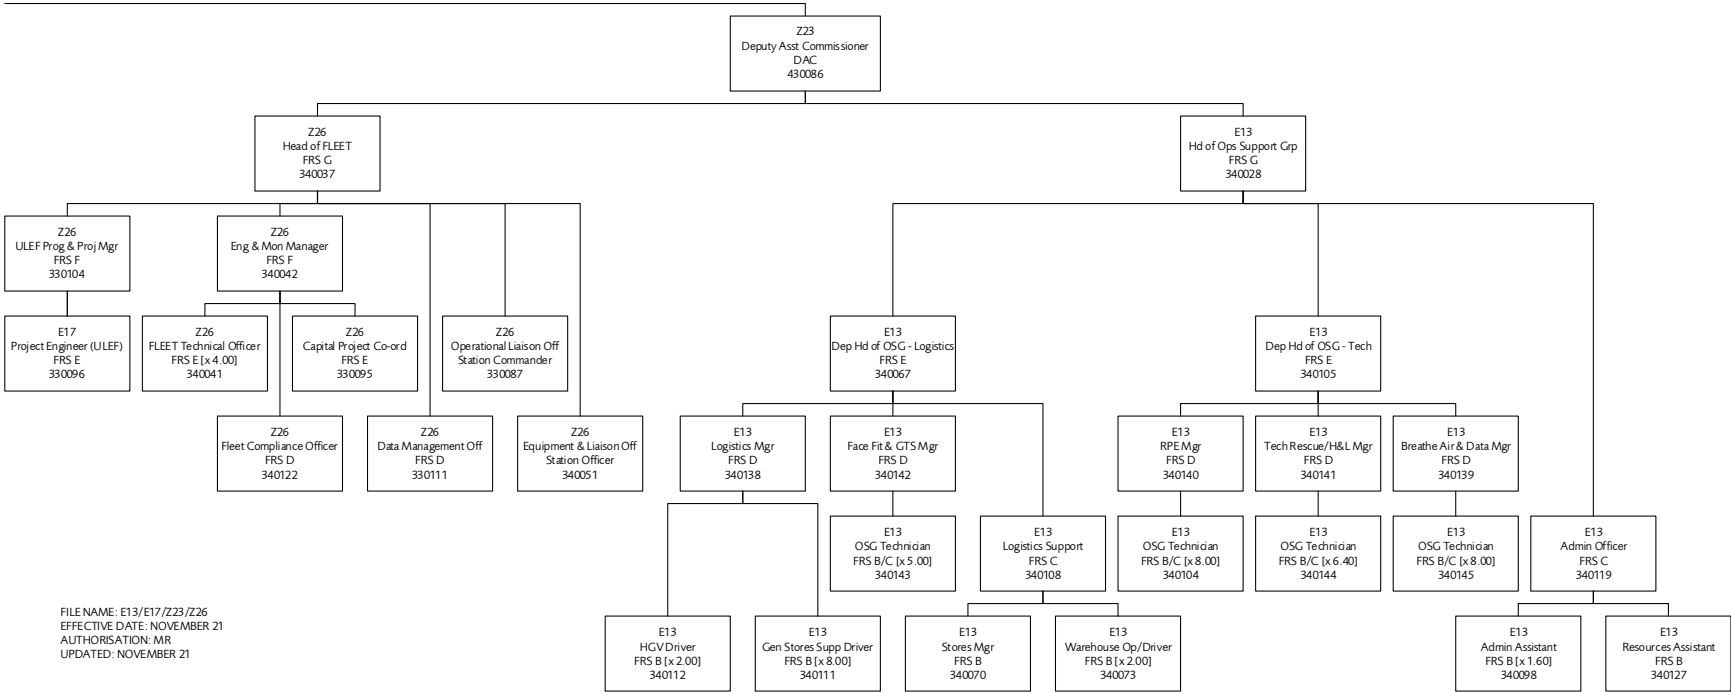 Z23
Deputy Asst Commissioner
DAC
430086
Z26
Head of FLEET
FRS G
340037
E13
Hd of Ops Support Grp
FRS G
340028
Z26
ULEF Prog & Proj Mgr
FRS F
330104
Z26
Eng & Mon Manager
FRS F
340042
E17
Project Engineer (ULEF)
FRS E
330096
Z26
FLEET Technical Officer
FRS E [x 4.00]
340041
Z26
Capital Project Co-ord
FRS E
330095
Z26
Operational Liaison Off
Station Commander
330087
E13
Dep Hd of OSG - Logistics
FRS E
340067
E13
Dep Hd of OSG - Tech
FRS E
340105
Z26
Fleet Compliance Officer
FRS D
340122
Z26
Data Management Off
FRS D
330111
Z26
Equipment & Liaison Off
Station Officer
340051
E13
Logistics Mgr
FRS D
340138
E13
Face Fit & GTS Mgr
FRS D
340142
E13
RPE Mgr
FRS D
340140
E13
Tech Rescue/H&L Mgr
FRS D
340141
E13
Breathe Air & Data Mgr
FRS D
340139
E13
OSG Technician
FRS B/C [x 5.00]
340143
E13
Logistics Support
FRS C
340108
E13
OSG Technician
FRS B/C [x 8.00]
340104
E13
OSG Technician
FRS B/C [x 6.40]
340144
E13
OSG Technician
FRS B/C [x 8.00]
340145
E13
Admin Officer
FRS C
340119
E13
HGV Driver
FRS B [x 2.00]
340112
E13
Gen Stores Supp Driver
FRS B [x 8.00]
340111
E13
Stores Mgr
FRS B
340070
E13
Warehouse Op/Driver
FRS B [x 2.00]
340073
E13
Admin Assistant
FRS B [x 1.60]
340098
E13
Resources Assistant
FRS B
340127
FILE NAME: E13/E17/Z23/Z26
EFFECTIVE DATE: NOVEMBER 21
AUTHORISATION: MR
UPDATED: NOVEMBER 21